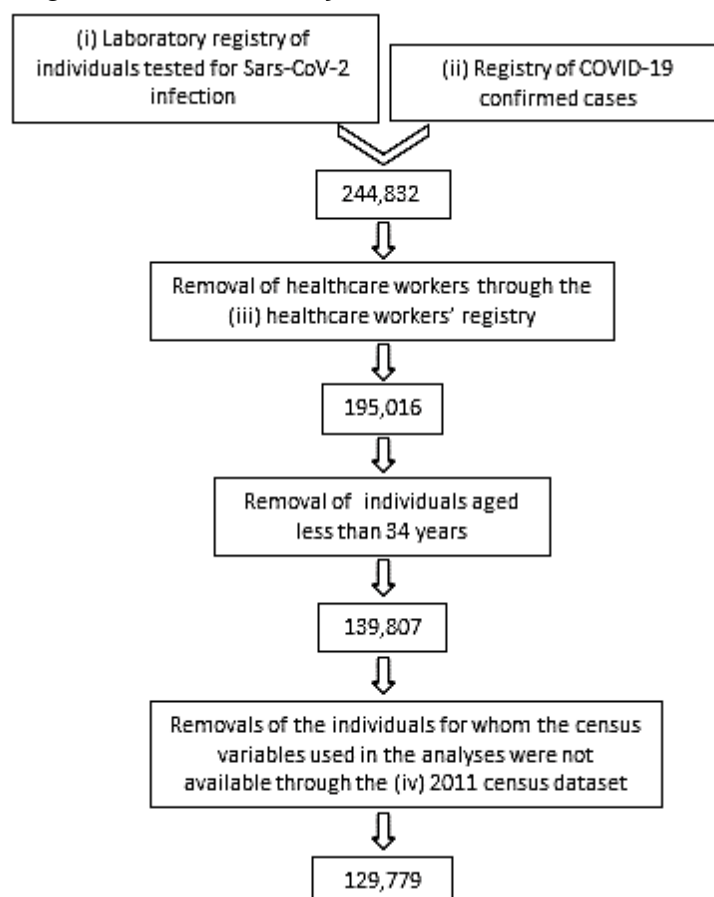 (i) Laboratory registry of
individuals tested for Sars-CoV-2
infection
(ii) Registry of COVID-19
confirmed cases
244,832
Removal of healthcare workers through the
(iii) healthcare workers’ registry
195,016
Removal of individuals aged
less than 34 years
139,807
Removals of the individuals for whom the census
variables used in the analyses were not
available through the (iv) 2011 census dataset
129,779